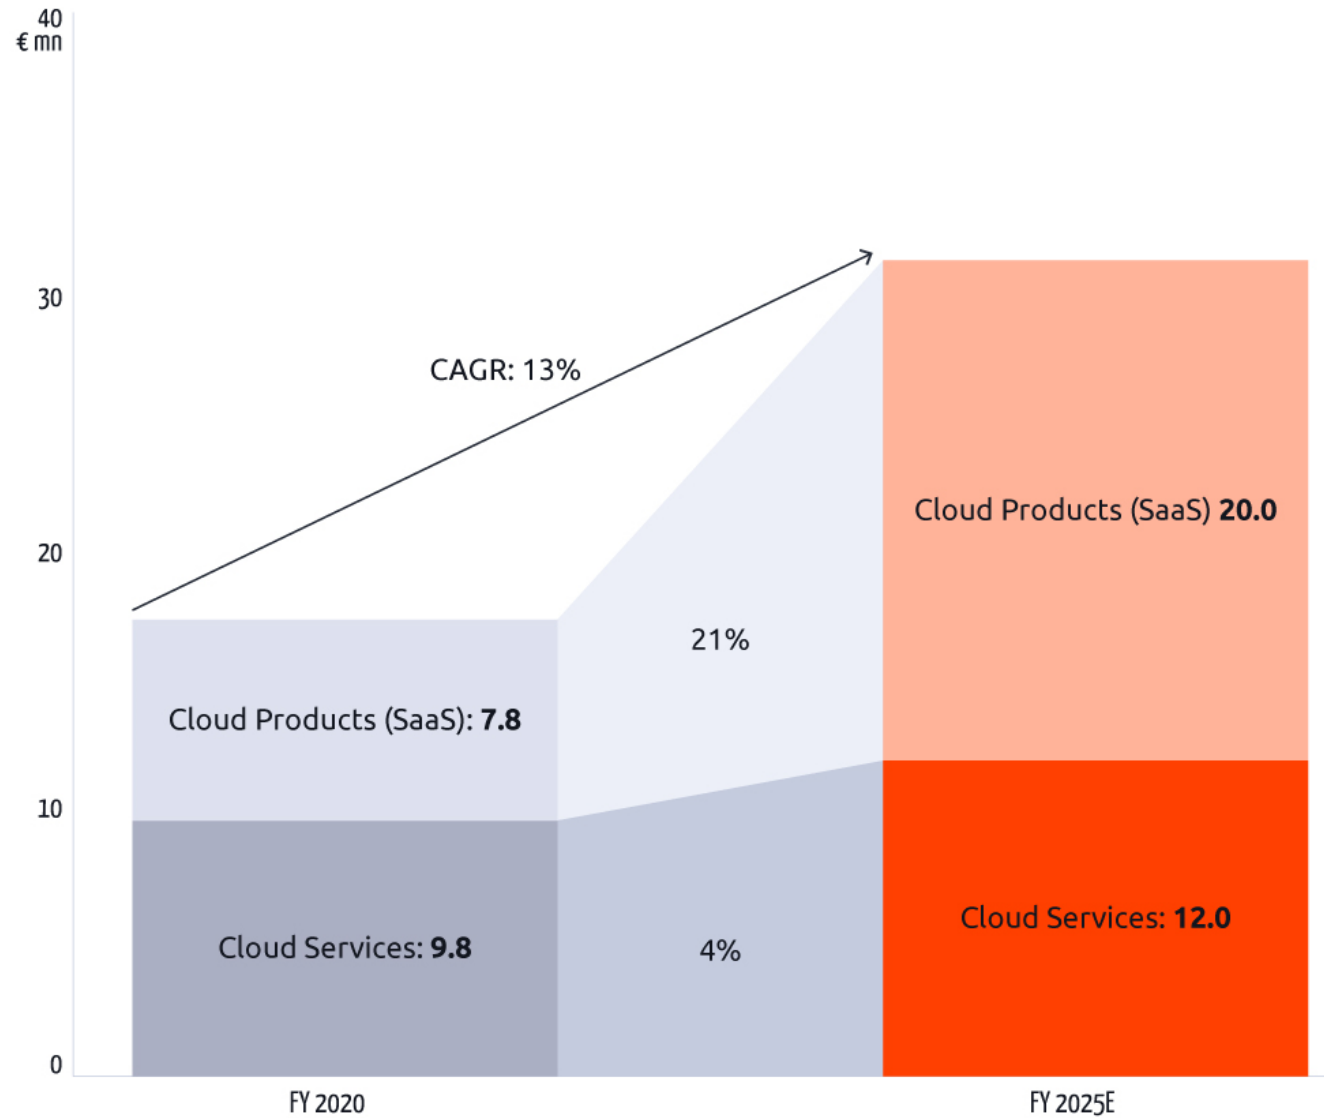 40
€ mn
30
CAGR: 13%
20
Cloud Products (SaaS) 20.0
21%
Cloud Products (SaaS): 7.8
10
Cloud Services: 12.0
Cloud Services: 9.8
4%
0
FY 2020
FY 2025E